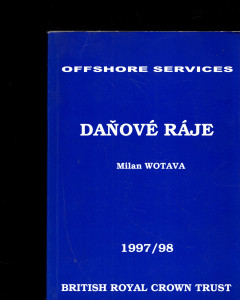 OFFSHORE SERVICES
DAŇOVÉ RÁJE
Milan WOTAVA
1997/98
BRITISH ROYAL CROWN TRUST